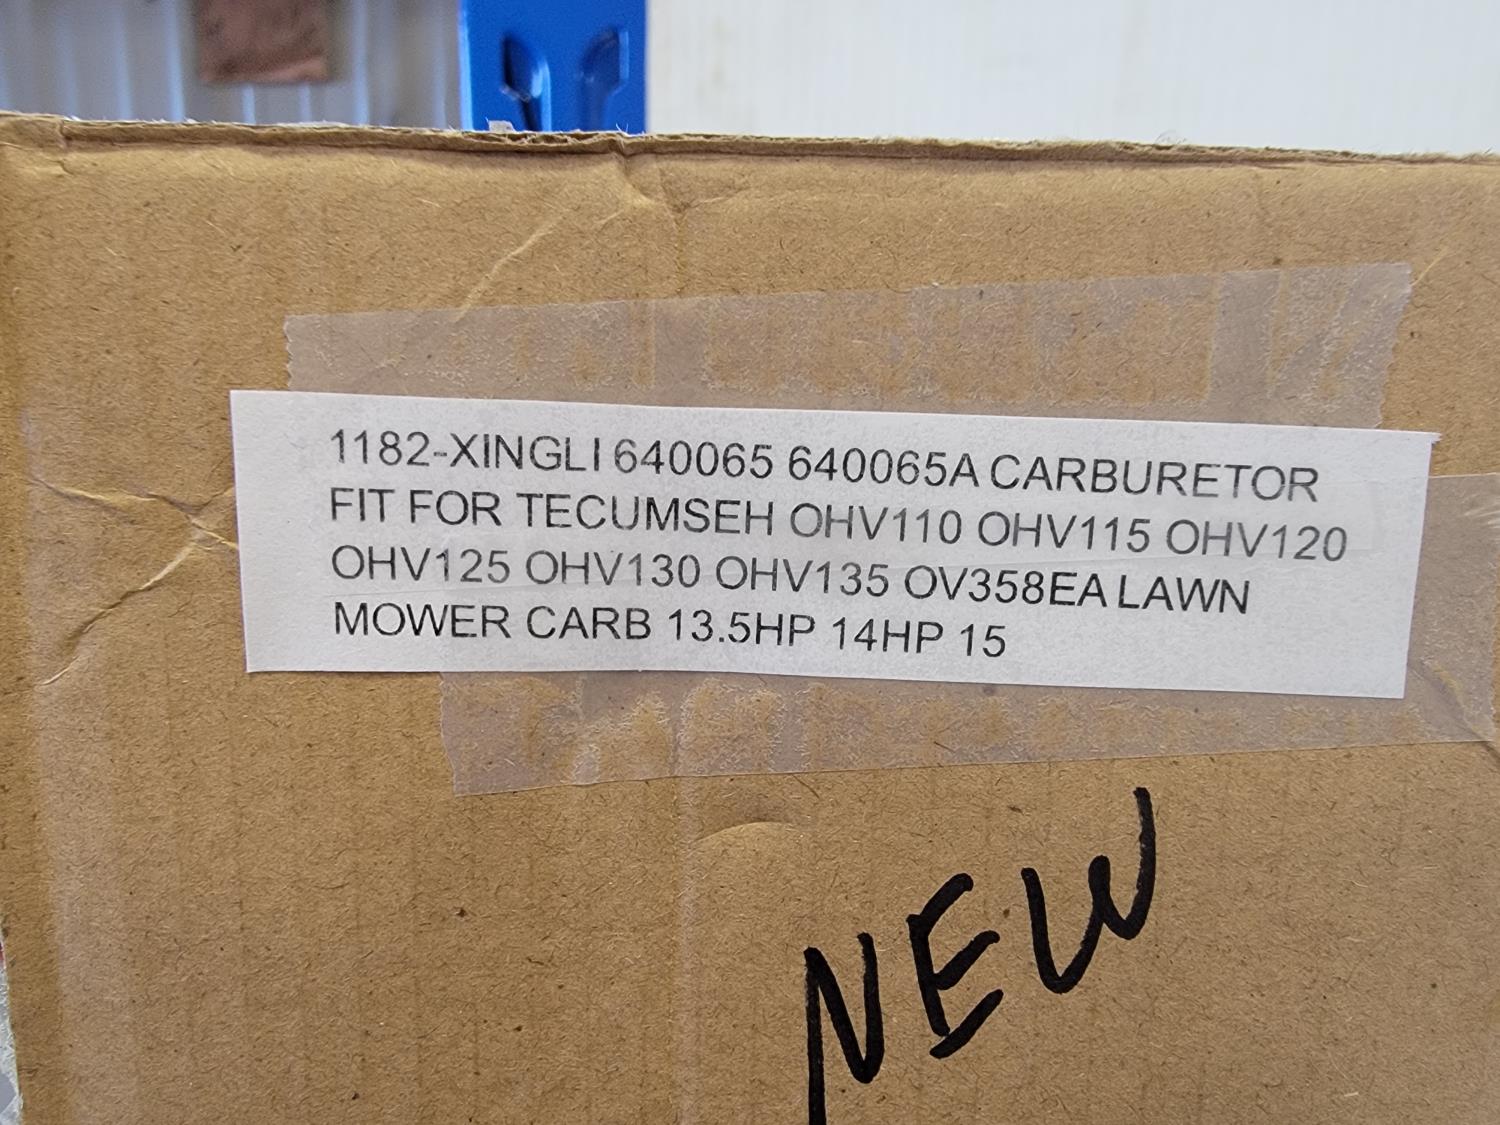 1182-XINGLI 640065 640065A CARBURETOR
FIT FOR TECUMSEH OHV110 OHV115 OHV120
OHV125 OHV130 OHV135 OV358EA LAWN
MOWER CARB 13.5HP 14HP 15
NEW